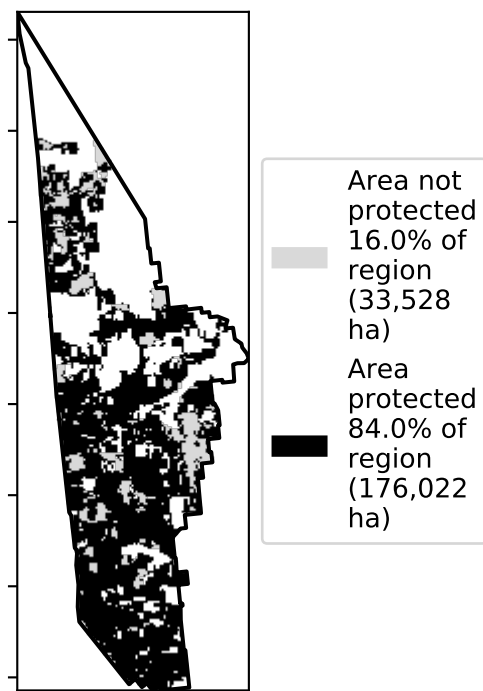 Area not
protected
16.0% of
region
(33,528
ha)
Area
protected
84.0% of
region
(176,022
ha)